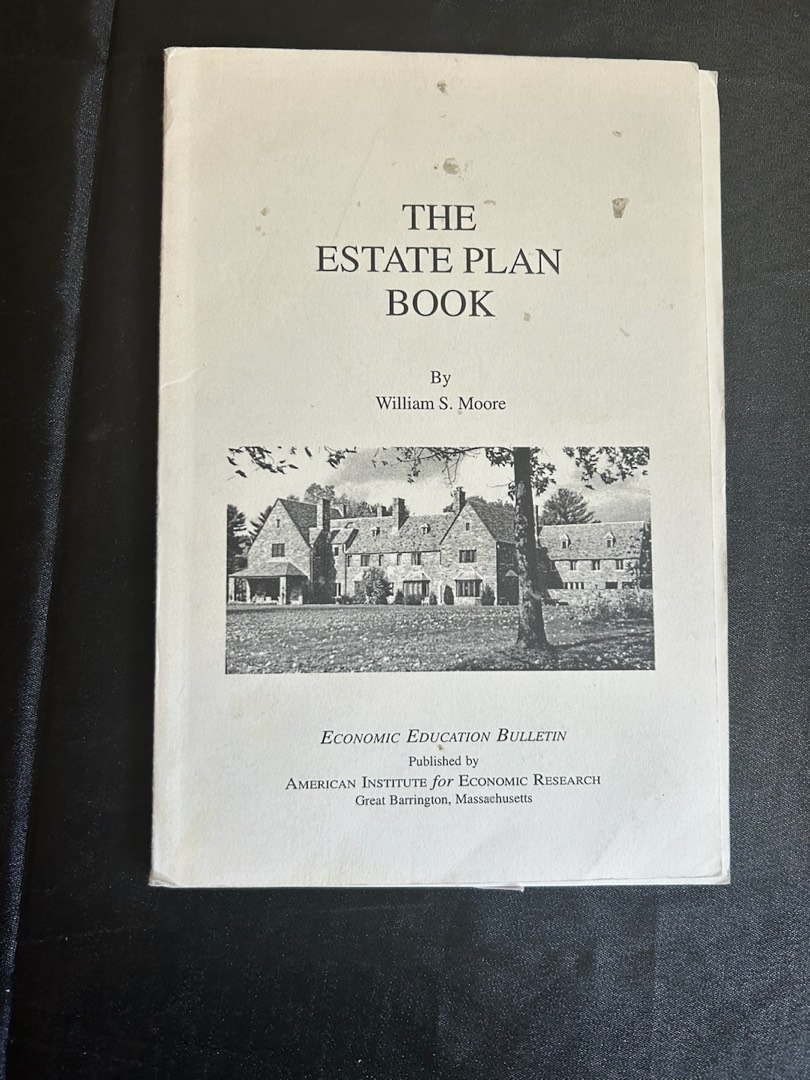 THE
ESTATE PLAN
BOOK
By
William S. Moore
ECONOMIC EDUCATION BULLETIN
Published by
AMERICAN INSTITUTE for ECONOMIC RESEARCH
Great Barrington, Massachusetts